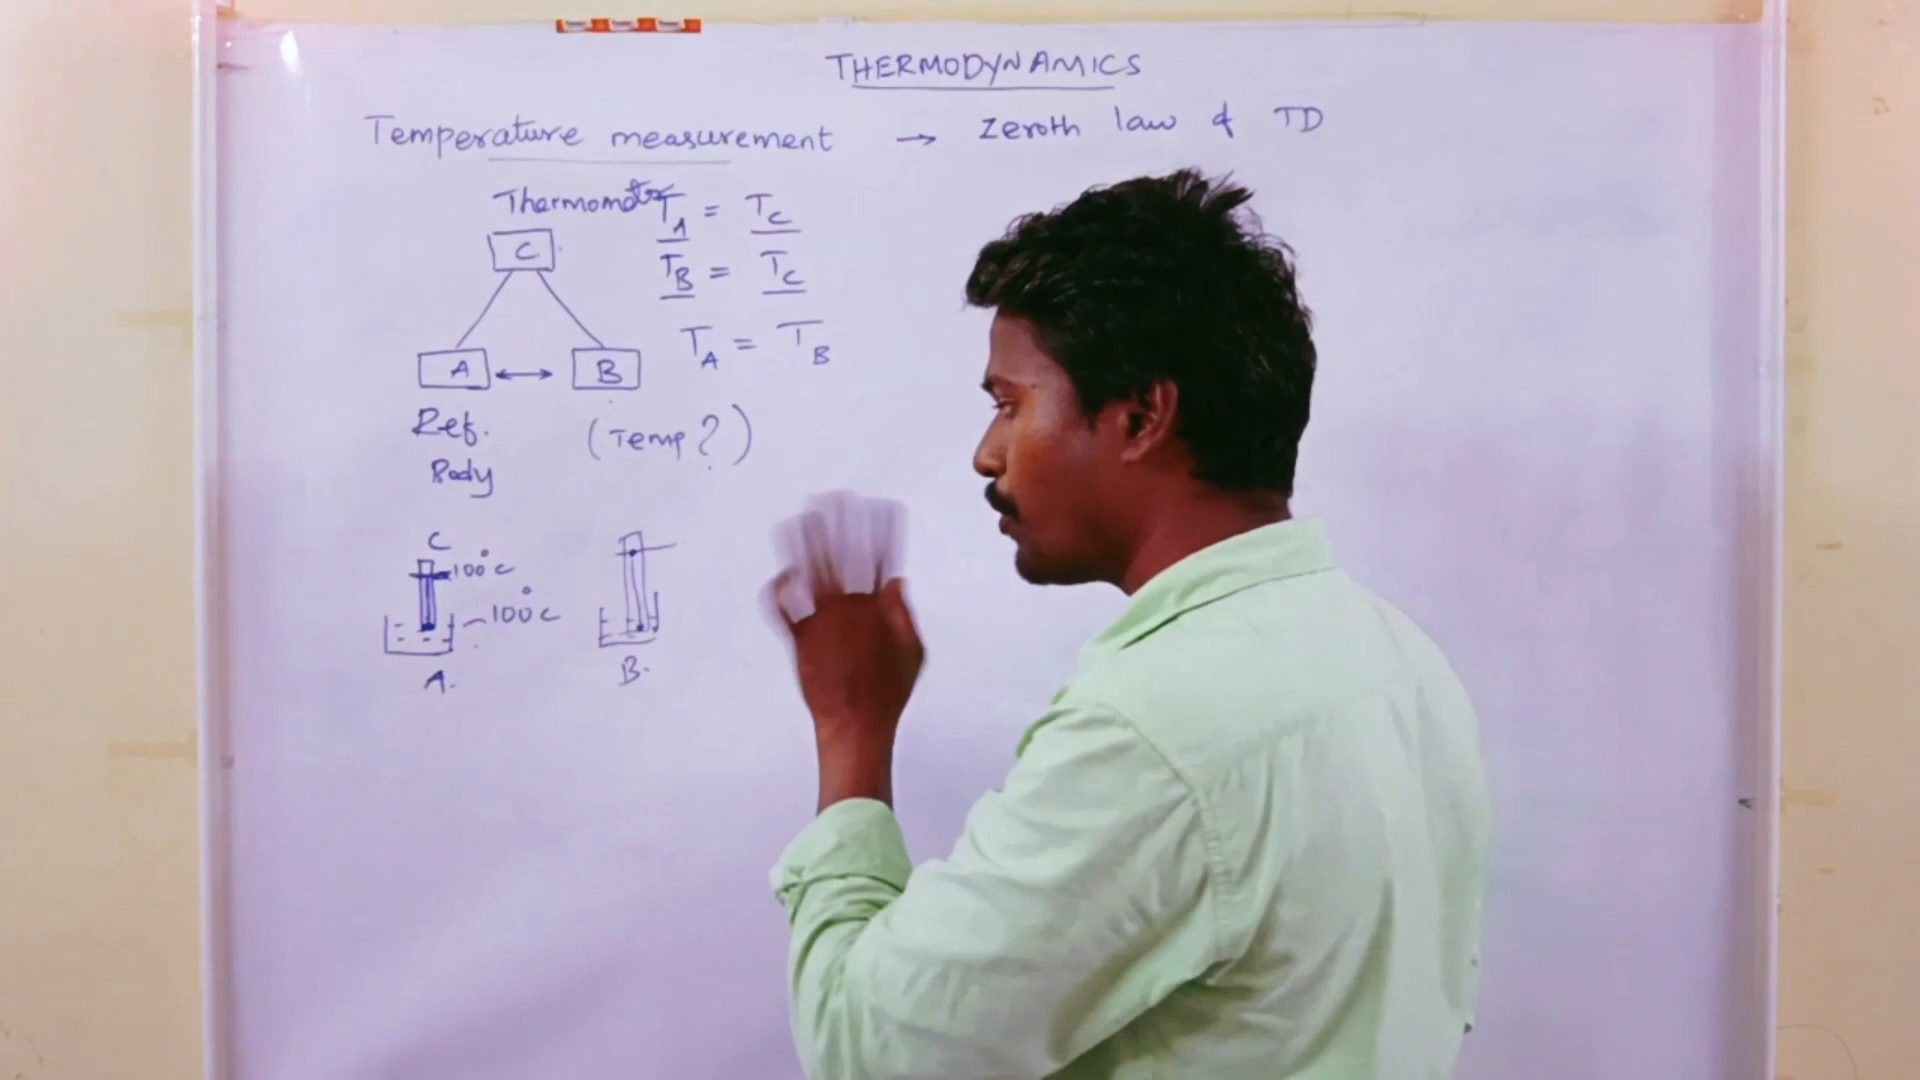 THERMODYNAMICS
Temperature measurement → Zeroth law of TD
Thermometer
T_A = T_C
C
T_B = T_C
T_A = T_B
A ↔ B
Ref. Body
(Temp?)
C
100°C
100°C
A.
B.